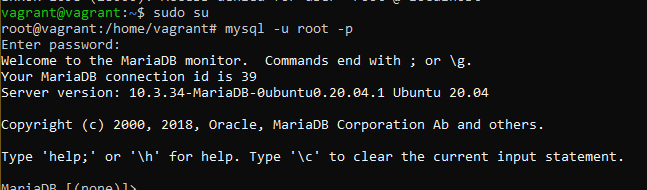 vagrant@vagrant:~$ sudo su
root@vagrant:/home/vagrant# mysql -u root -p
Enter password:
Welcome to the MariaDB monitor.  Commands end with ; or \g.
Your MariaDB connection id is 39
Server version: 10.3.34-MariaDB-0ubuntu0.20.04.1 Ubuntu 20.04
Copyright (c) 2000, 2018, Oracle, MariaDB Corporation Ab and others.
Type 'help;' or '\h' for help. Type '\c' to clear the current input statement.
MariaDB [(none)]>